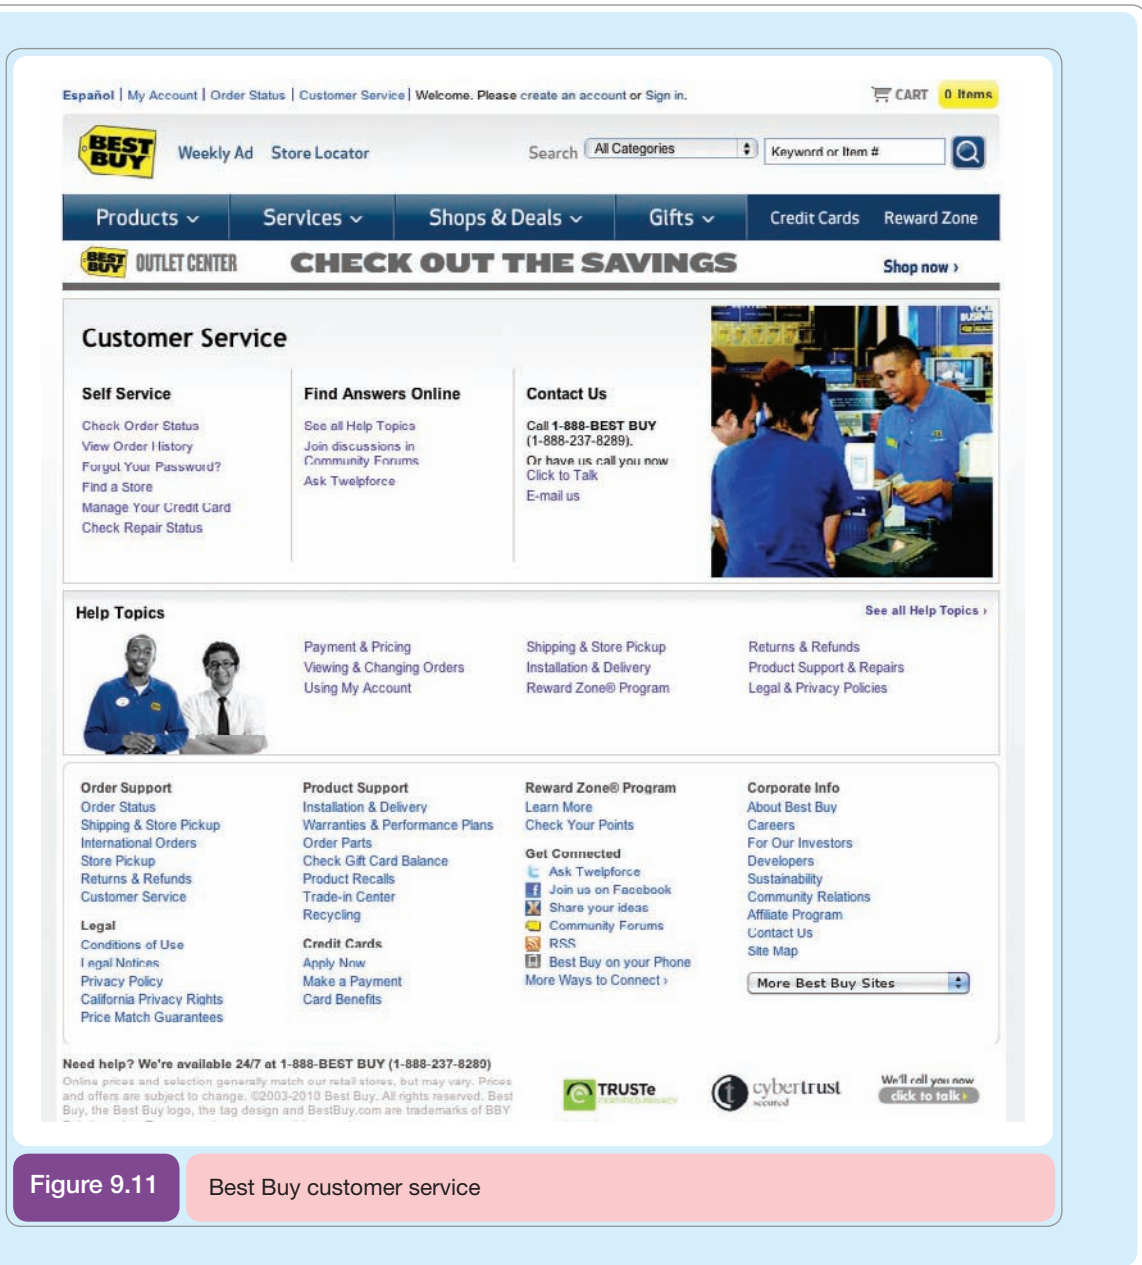 Español | My Account | Order Status | Customer Service | Welcome. Please create an account or Sign in.
CART 0 Items
BEST BUY
Weekly Ad Store Locator
Search All Categories Keyword or Item #
Products Services Shops & Deals Gifts Credit Cards Reward Zone
BEST BUY OUTLET CENTER CHECK OUT THE SAVINGS Shop now ›
Customer Service
Self Service
Check Order Status
View Order History
Forgot Your Password?
Find a Store
Manage Your Credit Card
Check Repair Status
Find Answers Online
See all Help Topics
Join discussions in
Community Forums
Ask Twelpforce
Contact Us
Call 1-888-BEST BUY
(1-888-237-8289).
Or have us call you now
Click to Talk
E-mail us
YOUR
BUSINE
Help Topics
See all Help Topics ›
Payment & Pricing
Viewing & Changing Orders
Using My Account
Shipping & Store Pickup
Installation & Delivery
Reward Zone® Program
Returns & Refunds
Product Support & Repairs
Legal & Privacy Policies
Order Support
Order Status
Shipping & Store Pickup
International Orders
Store Pickup
Returns & Refunds
Customer Service
Legal
Conditions of Use
Legal Notices
Privacy Policy
California Privacy Rights
Price Match Guarantees
Product Support
Installation & Delivery
Warranties & Performance Plans
Order Parts
Check Gift Card Balance
Product Recalls
Trade-in Center
Recycling
Credit Cards
Apply Now
Make a Payment
Card Benefits
Reward Zone® Program
Learn More
Check Your Points
Get Connected
Ask Twelpforce
Join us on Facebook
Share your ideas
Community Forums
RSS
Best Buy on your Phone
More Ways to Connect ›
Corporate Info
About Best Buy
Careers
For Our Investors
Developers
Sustainability
Community Relations
Affiliate Program
Contact Us
Site Map
More Best Buy Sites
Need help? We're available 24/7 at 1-888-BEST BUY (1-888-237-8289)
Online prices and selection generally match our retail stores, but may vary. Prices
and offers are subject to change. ©2003-2010 Best Buy. All rights reserved. Best
Buy, the Best Buy logo, the tag design and BestBuy.com are trademarks of BBY
TRUSTe
CERTIFIED PRIVACY
cybertrust
secured
We'll call you now
click to talk
Figure 9.11 Best Buy customer service